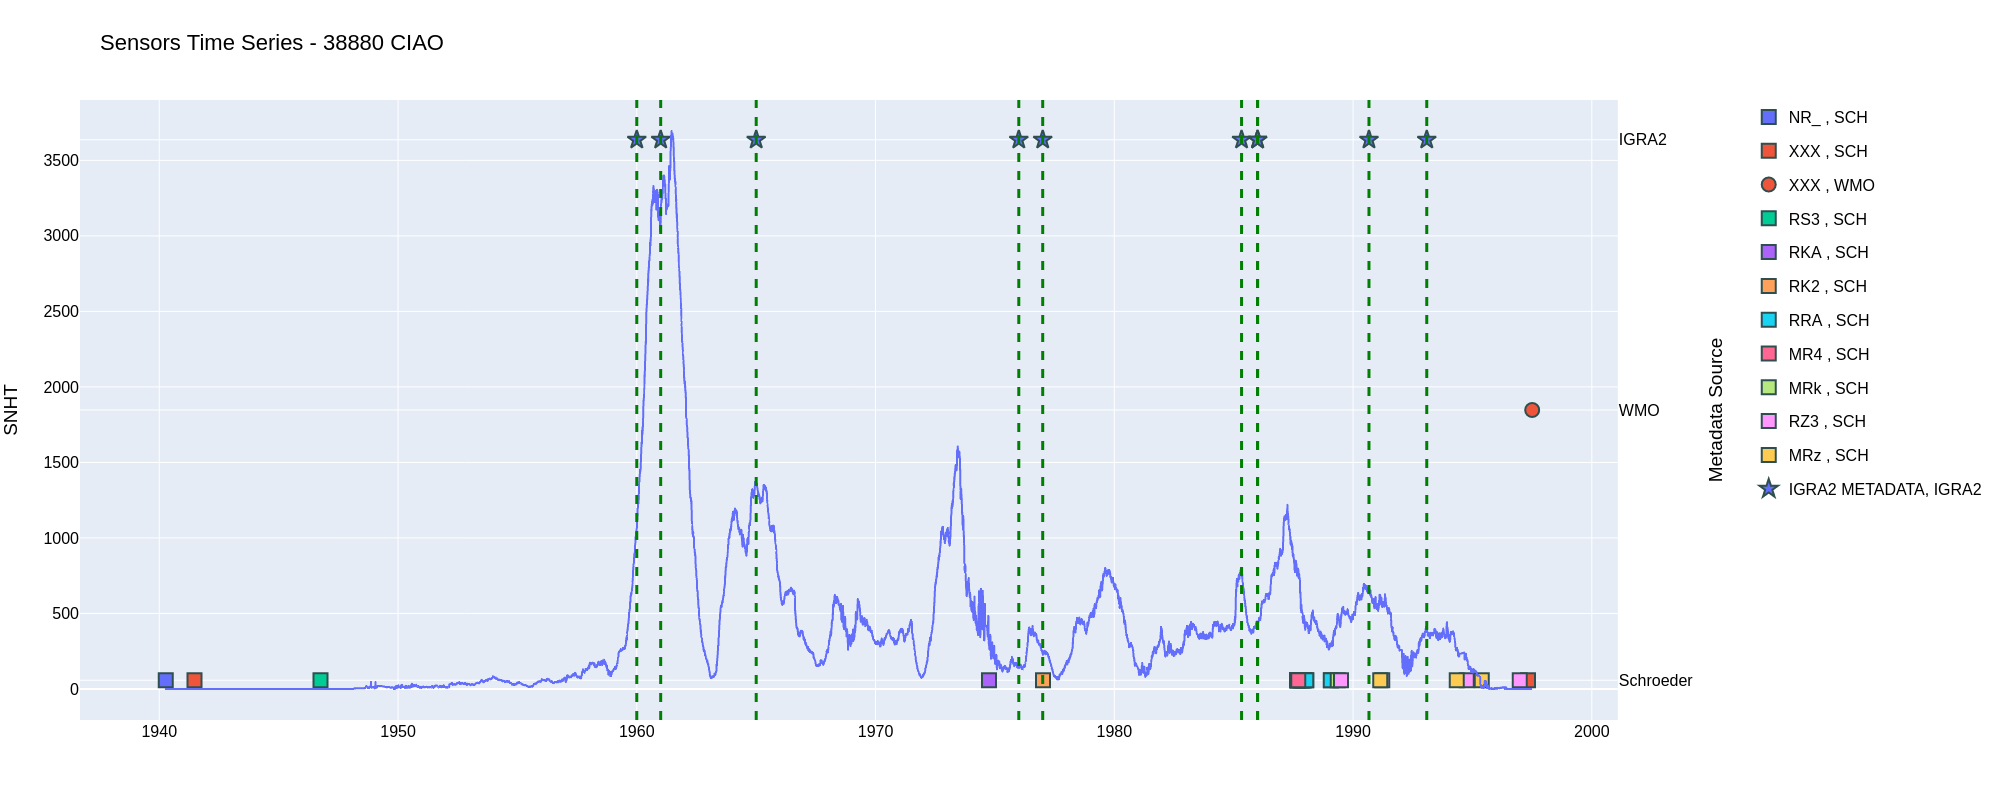 Sensors Time Series - 38880 CIAO
SNHT
3500
3000
2500
2000
1500
1000
500
0
1940
1950
1960
1970
1980
1990
2000
IGRA2
WMO
Schroeder
Metadata Source
NR_ , SCH
XXX , SCH
XXX , WMO
RS3 , SCH
RKA , SCH
RK2 , SCH
RRA , SCH
MR4 , SCH
MRk , SCH
RZ3 , SCH
MRz , SCH
IGRA2 METADATA, IGRA2